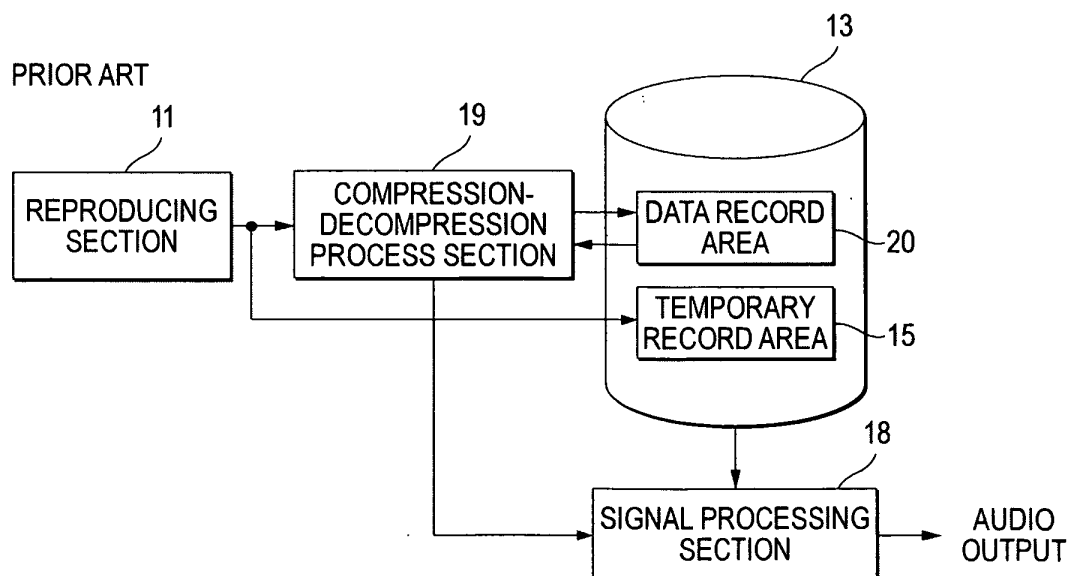 PRIOR ART
13
11
19
REPRODUCING
SECTION
COMPRESSION-
DECOMPRESSION
PROCESS SECTION
DATA RECORD
AREA
20
TEMPORARY
RECORD AREA
15
18
SIGNAL PROCESSING
SECTION
AUDIO
OUTPUT